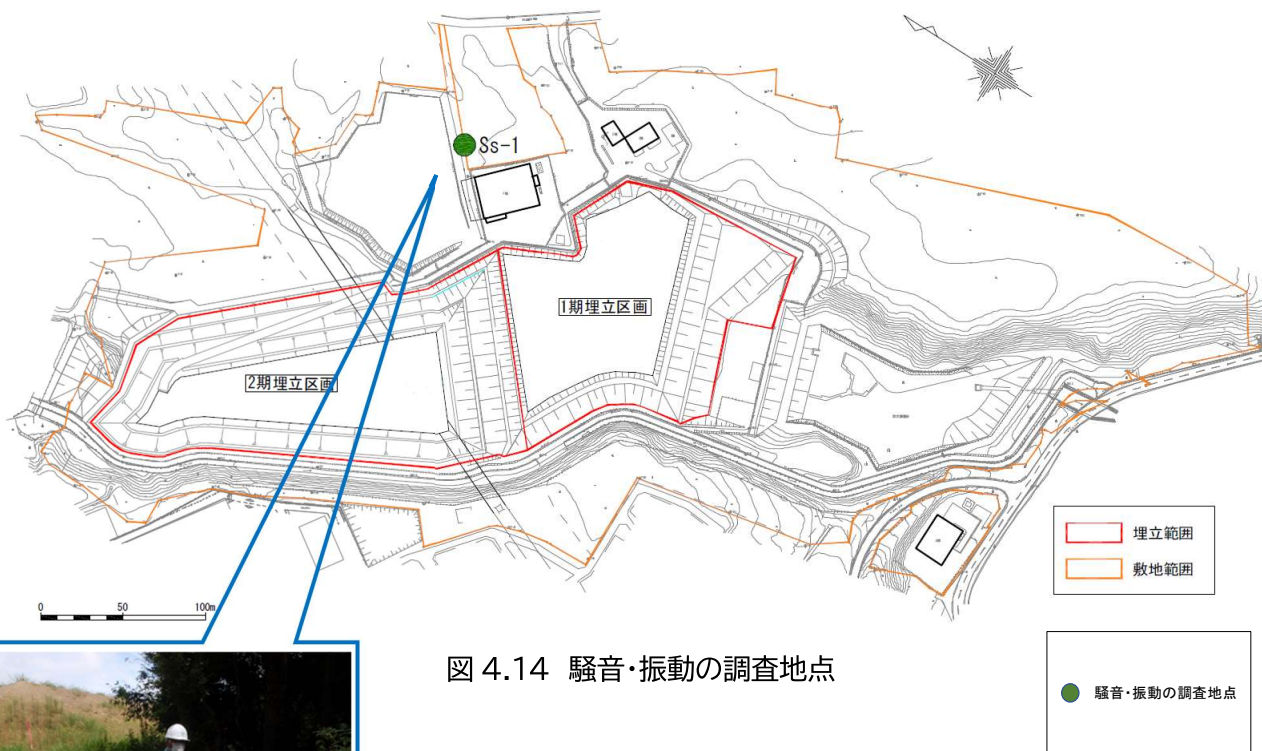 Ss-1
1期埋立区画
2期埋立区画
0 50 100m
埋立範囲
敷地範囲
図 4.14 騒音・振動の調査地点
騒音・振動の調査地点